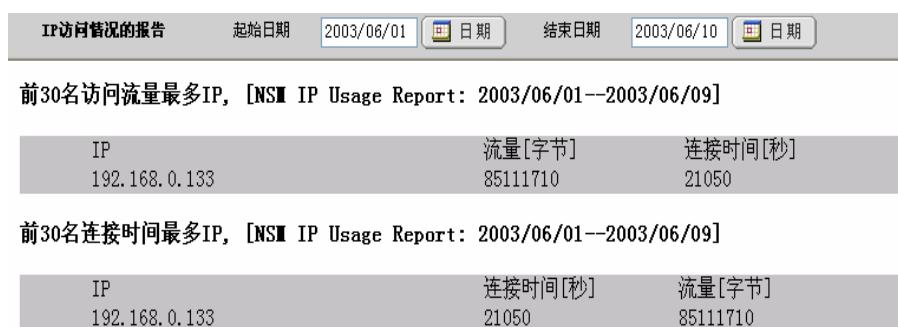 IP访问情况的报告 起始日期 2003/06/01 日期 结束日期 2003/06/10 日期
前30名访问流量最多IP, [NSM IP Usage Report: 2003/06/01--2003/06/09]
IP 流量[字节] 连接时间[秒]
192.168.0.133 85111710 21050
前30名连接时间最多IP, [NSM IP Usage Report: 2003/06/01--2003/06/09]
IP 连接时间[秒] 流量[字节]
192.168.0.133 21050 85111710